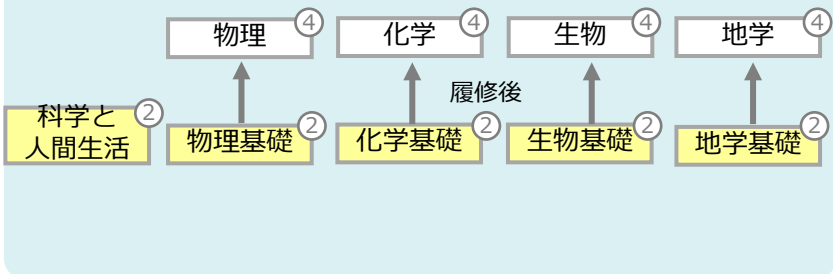 物理 ④
化学 ④
生物 ④
地学 ④
履修後
科学と ②
人間生活
物理基礎 ②
化学基礎 ②
生物基礎 ②
地学基礎 ②